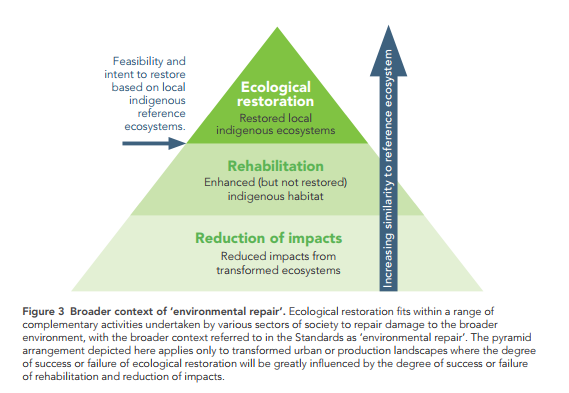 Feasibility and
intent to restore
based on local
indigenous
reference
ecosystems.
Ecological
restoration
Restored local
indigenous ecosystems
Rehabilitation
Enhanced (but not restored)
indigenous habitat
Reduction of impacts
Reduced impacts from
transformed ecosystems
Increasing similarity to reference ecosystem
Figure 3  Broader context of ‘environmental repair’. Ecological restoration fits within a range of
complementary activities undertaken by various sectors of society to repair damage to the broader
environment, with the broader context referred to in the Standards as ‘environmental repair’. The pyramid
arrangement depicted here applies only to transformed urban or production landscapes where the degree
of success or failure of ecological restoration will be greatly influenced by the degree of success or failure
of rehabilitation and reduction of impacts.